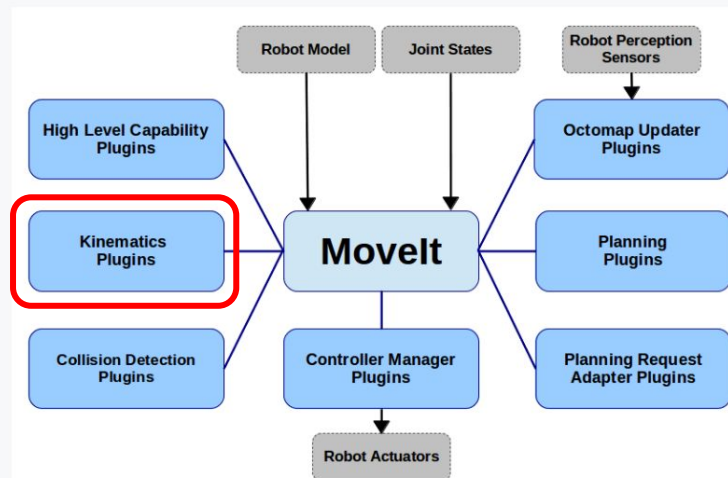 Robot Model
Joint States
Robot Perception
Sensors
High Level Capability
Plugins
Octomap Updater
Plugins
Kinematics
Plugins
MoveIt
Planning
Plugins
Collision Detection
Plugins
Controller Manager
Plugins
Planning Request
Adapter Plugins
Robot Actuators